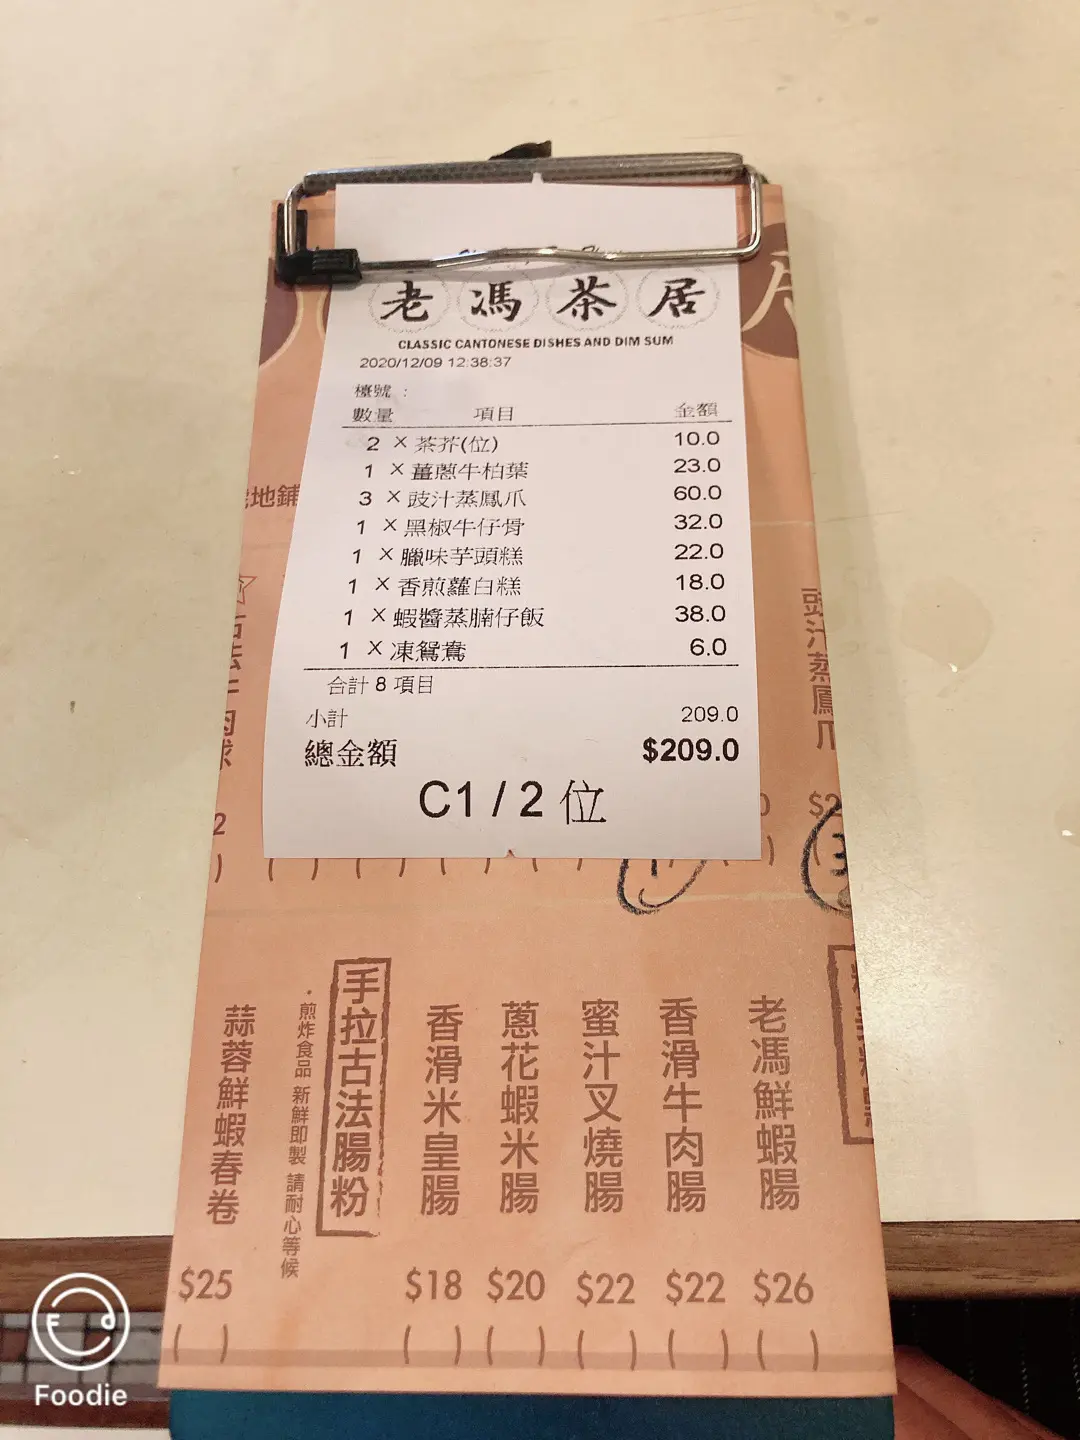 老馮茶居
CLASSIC CANTONESE DISHES AND DIM SUM
2020/12/09 12:38:37
檯號 :
數量 項目 金額
2 × 茶芥(位) 10.0
1 × 薑蔥牛柏葉 23.0
3 × 豉汁蒸鳳爪 60.0
1 × 黑椒牛仔骨 32.0
1 × 臘味芋頭糕 22.0
1 × 香煎蘿白糕 18.0
1 × 蝦醬蒸腩仔飯 38.0
1 × 凍鴛鴦 6.0
合計 8 項目
小計 209.0
總金額 $209.0
C1 / 2 位
地鋪
豉汁蒸鳳爪
老馮鮮蝦腸 $26 ( )
香滑牛肉腸 $22 ( )
蜜汁叉燒腸 $22 ( )
蔥花蝦米腸 $20 ( )
香滑米皇腸 $18 ( )
手拉古法腸粉
·煎炸食品 新鮮即製 請耐心等候
蒜蓉鮮蝦春卷 $25 ( )
Foodie